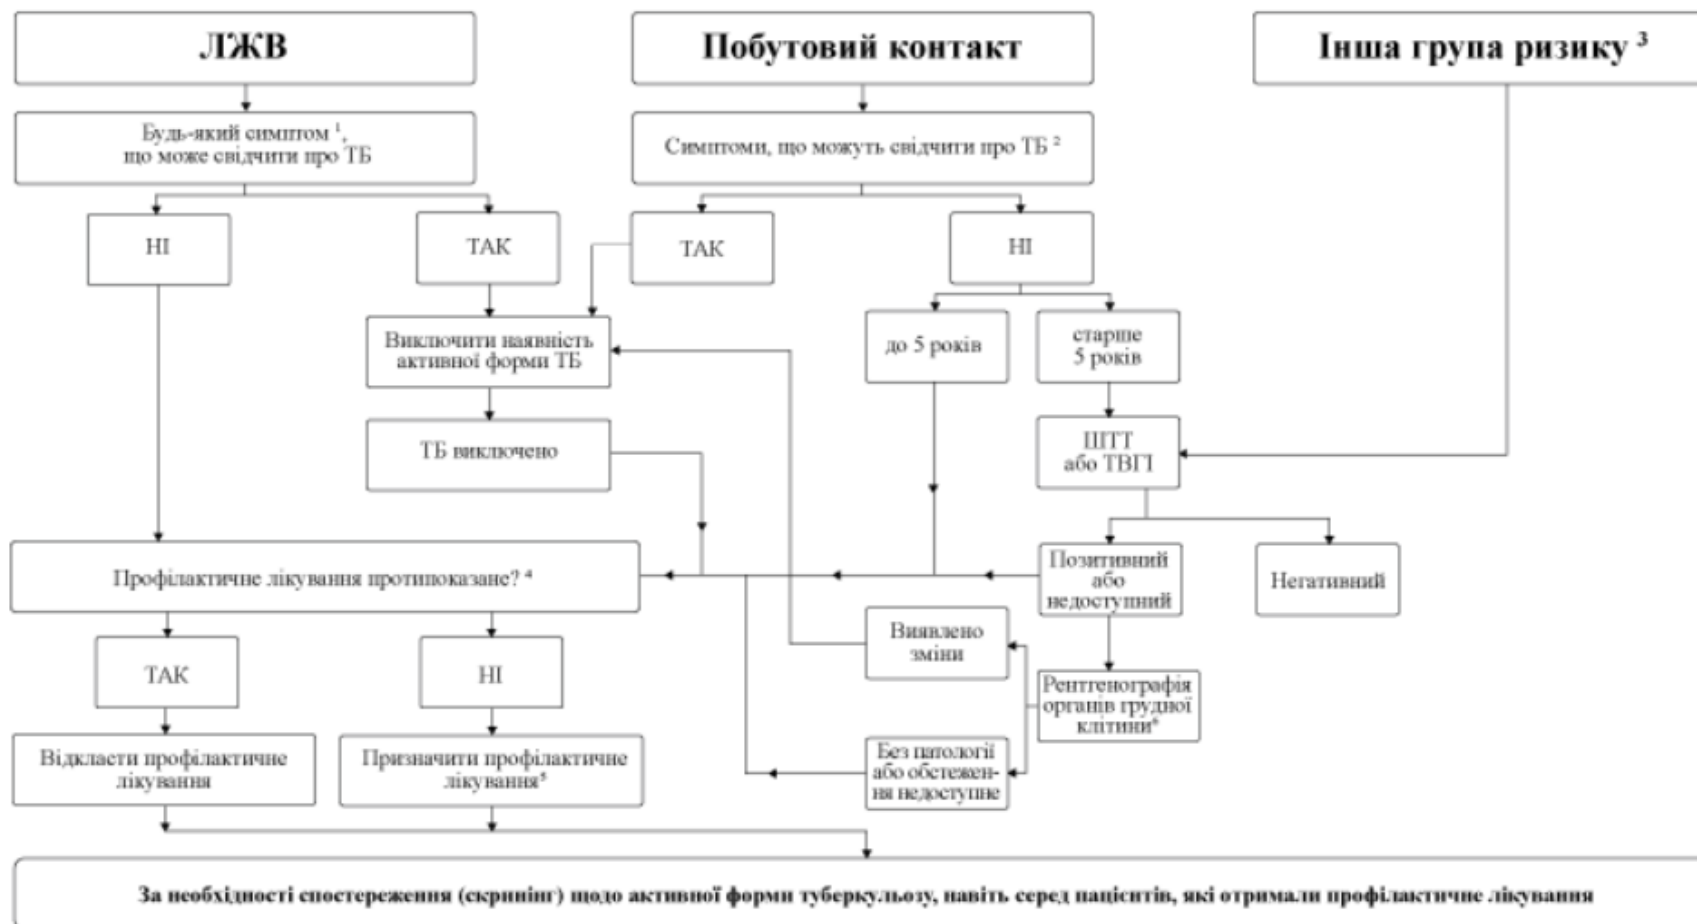 ЛЖВ
Побутовий контакт
Інша група ризику ³
Будь-який симптом ¹,
що може свідчити про ТБ
Симптоми, що можуть свідчити про ТБ ²
НІ
ТАК
ТАК
НІ
Виключити наявність
активної форми ТБ
до 5 років
старше
5 років
ТБ виключено
ШТТ
або ТВГІ
Профілактичне лікування протипоказане? ⁴
Позитивний
або
недоступний
Негативний
Виявлено
зміни
ТАК
НІ
Рентгенографія
органів грудної
клітини⁶
Відкласти профілактичне
лікування
Призначити профілактичне
лікування⁵
Без патології
або обстежен-
ня недоступне
За необхідності спостереження (скринінг) щодо активної форми туберкульозу, навіть серед пацієнтів, які отримали профілактичне лікування